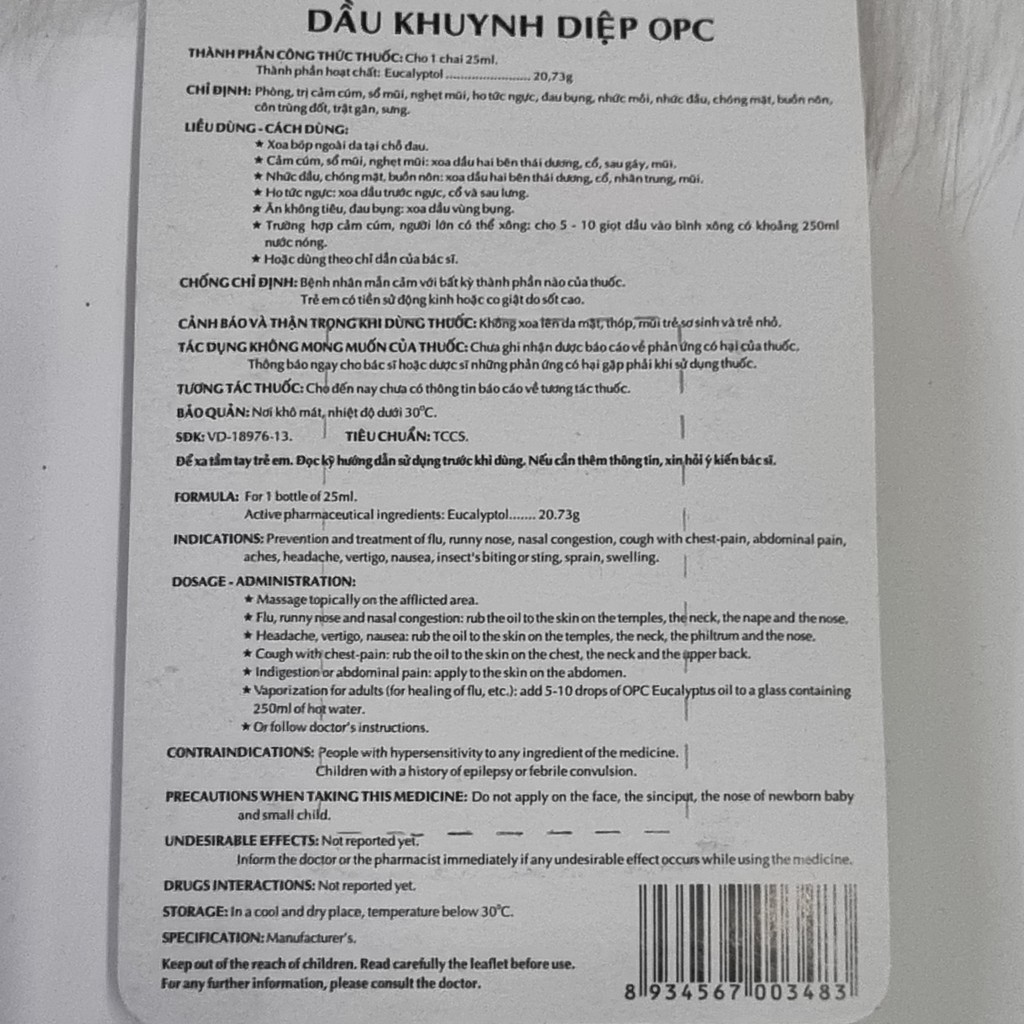 DẦU KHUYNH DIỆP OPC
THÀNH PHẦN CÔNG THỨC THUỐC: Cho 1 chai 25ml.
Thành phần hoạt chất: Eucalyptol ........................ 20,73g
CHỈ ĐỊNH: Phòng, trị cảm cúm, sổ mũi, nghẹt mũi, ho tức ngực, đau bụng, nhức mỏi, nhức đầu, chóng mặt, buồn nôn,
côn trùng đốt, trật gân, sưng.
LIỀU DÙNG - CÁCH DÙNG:
★ Xoa bóp ngoài da tại chỗ đau.
★ Cảm cúm, sổ mũi, nghẹt mũi: xoa dầu hai bên thái dương, cổ, sau gáy, mũi.
★ Nhức đầu, chóng mặt, buồn nôn: xoa dầu hai bên thái dương, cổ, nhân trung, mũi.
★ Ho tức ngực: xoa dầu trước ngực, cổ và sau lưng.
★ Ăn không tiêu, đau bụng: xoa dầu vùng bụng.
★ Trường hợp cảm cúm, người lớn có thể xông: cho 5 - 10 giọt dầu vào bình xông có khoảng 250ml
nước nóng.
★ Hoặc dùng theo chỉ dẫn của bác sĩ.
CHỐNG CHỈ ĐỊNH: Bệnh nhân mẫn cảm với bất kỳ thành phần nào của thuốc.
Trẻ em có tiền sử động kinh hoặc co giật do sốt cao.
CẢNH BÁO VÀ THẬN TRỌNG KHI DÙNG THUỐC: Không xoa lên da mặt, thóp, mũi trẻ sơ sinh và trẻ nhỏ.
TÁC DỤNG KHÔNG MONG MUỐN CỦA THUỐC: Chưa ghi nhận được báo cáo về phản ứng có hại của thuốc.
Thông báo ngay cho bác sĩ hoặc dược sĩ những phản ứng có hại gặp phải khi sử dụng thuốc.
TƯƠNG TÁC THUỐC: Cho đến nay chưa có thông tin báo cáo về tương tác thuốc.
BẢO QUẢN: Nơi khô mát, nhiệt độ dưới 30°C.
SĐK: VD-18976-13. TIÊU CHUẨN: TCCS.
Để xa tầm tay trẻ em. Đọc kỹ hướng dẫn sử dụng trước khi dùng. Nếu cần thêm thông tin, xin hỏi ý kiến bác sĩ.
FORMULA: For 1 bottle of 25ml.
Active pharmaceutical ingredients: Eucalyptol....... 20.73g
INDICATIONS: Prevention and treatment of flu, runny nose, nasal congestion, cough with chest-pain, abdominal pain,
aches, headache, vertigo, nausea, insect's biting or sting, sprain, swelling.
DOSAGE - ADMINISTRATION:
★ Massage topically on the afflicted area.
★ Flu, runny nose and nasal congestion: rub the oil to the skin on the temples, the neck, the nape and the nose.
★ Headache, vertigo, nausea: rub the oil to the skin on the temples, the neck, the philtrum and the nose.
★ Cough with chest-pain: rub the oil to the skin on the chest, the neck and the upper back.
★ Indigestion or abdominal pain: apply to the skin on the abdomen.
★ Vaporization for adults (for healing of flu, etc.): add 5-10 drops of OPC Eucalyptus oil to a glass containing
250ml of hot water.
★ Or follow doctor's instructions.
CONTRAINDICATIONS: People with hypersensitivity to any ingredient of the medicine.
Children with a history of epilepsy or febrile convulsion.
PRECAUTIONS WHEN TAKING THIS MEDICINE: Do not apply on the face, the sinciput, the nose of newborn baby
and small child.
UNDESIRABLE EFFECTS: Not reported yet.
Inform the doctor or the pharmacist immediately if any undesirable effect occurs while using the medicine.
DRUGS INTERACTIONS: Not reported yet.
STORAGE: In a cool and dry place, temperature below 30°C.
SPECIFICATION: Manufacturer's.
Keep out of the reach of children. Read carefully the leaflet before use.
For any further information, please consult the doctor.
8 934567 003483